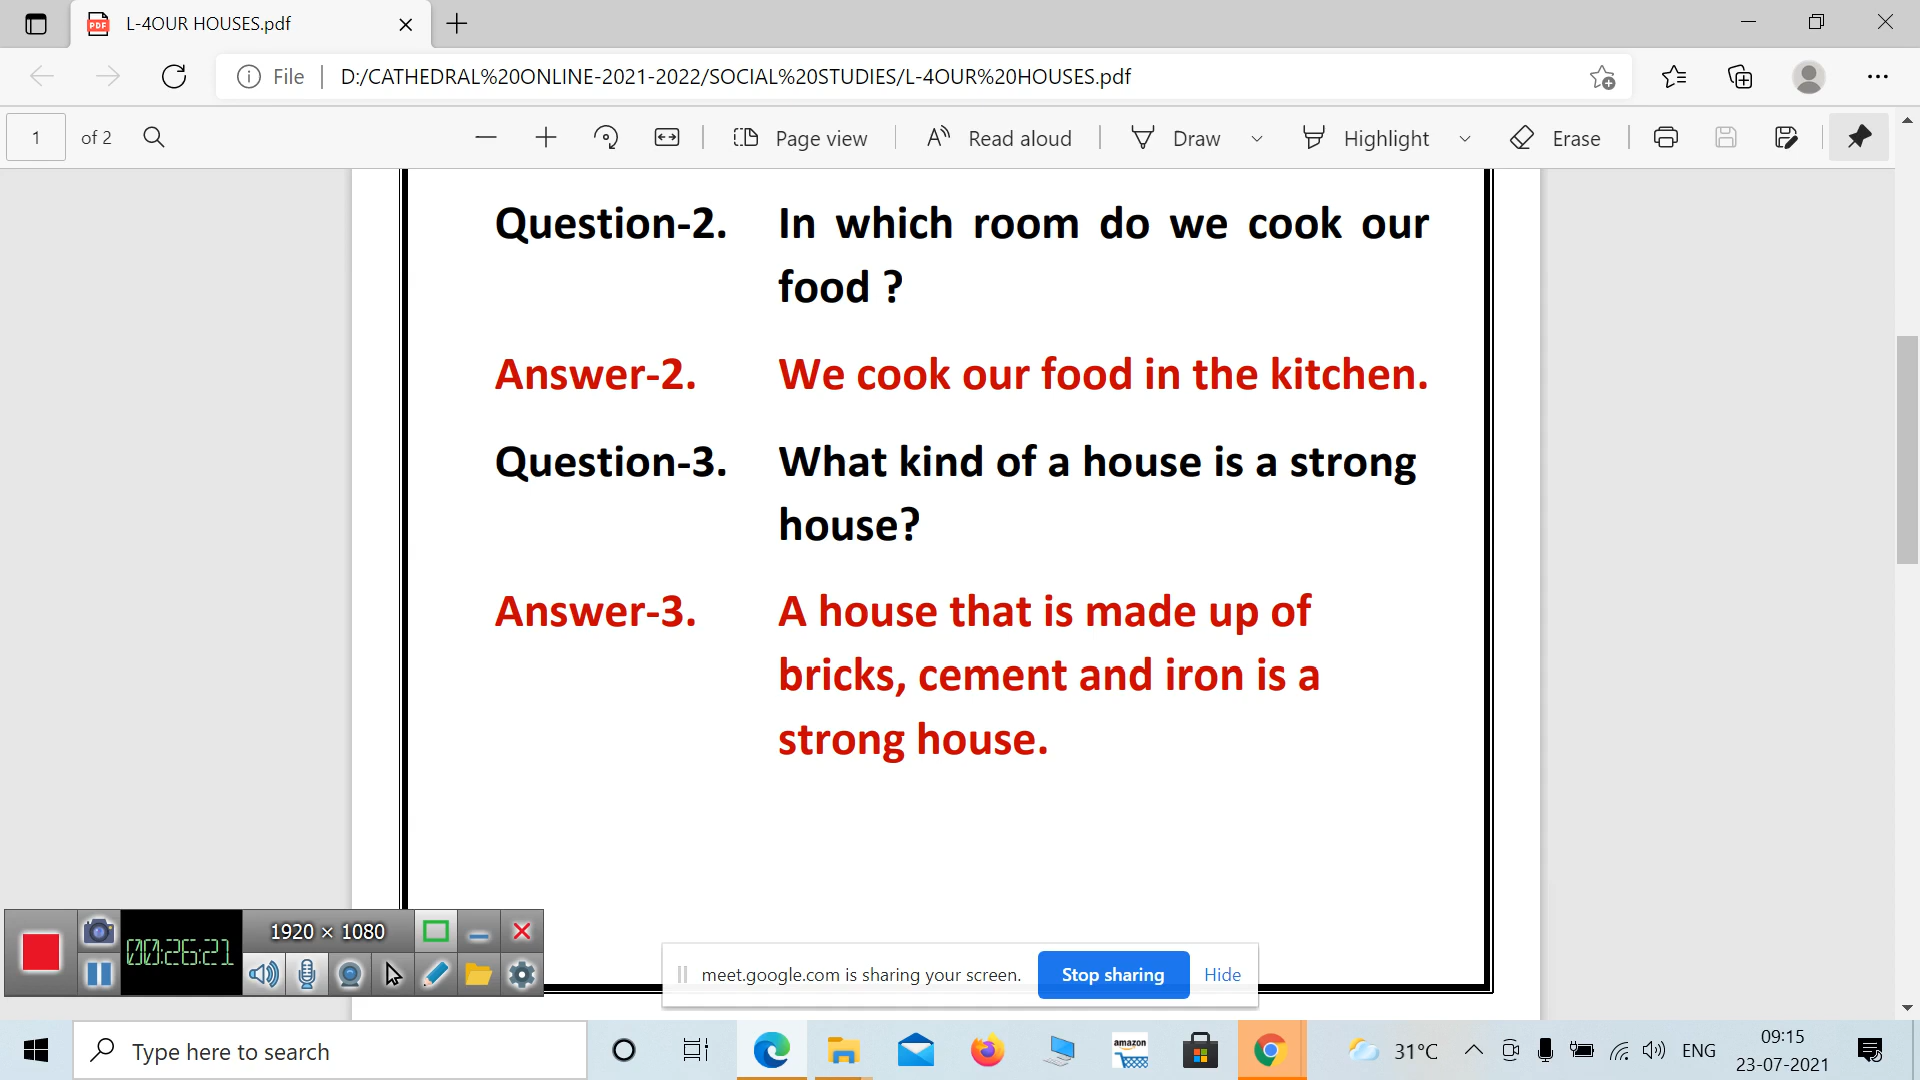 L-4OUR HOUSES.pdf
File
D:/CATHEDRAL%20ONLINE-2021-2022/SOCIAL%20STUDIES/L-4OUR%20HOUSES.pdf
1 of 2
Page view
Read aloud
Draw
Highlight
Erase
Question-2. In which room do we cook our
food ?
Answer-2. We cook our food in the kitchen.
Question-3. What kind of a house is a strong
house?
Answer-3. A house that is made up of
bricks, cement and iron is a
strong house.
00:26:21
1920 × 1080
meet.google.com is sharing your screen.
Stop sharing
Hide
Type here to search
amazon
31°C
ENG
09:15
23-07-2021